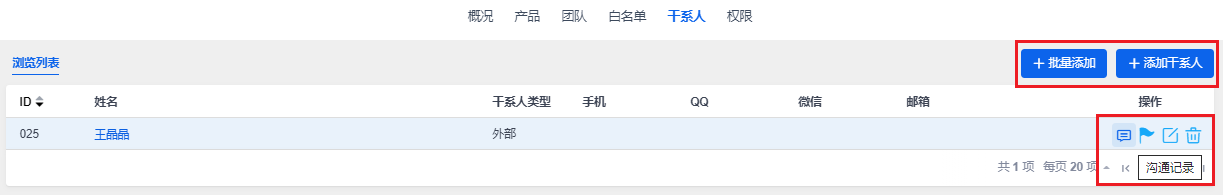 概况 产品 团队 白名单 干系人 权限
浏览列表 批量添加 添加干系人
ID 姓名 干系人类型 手机 QQ 微信 邮箱 操作
025 王晶晶 外部
共 1 项 每页 20 项 沟通记录